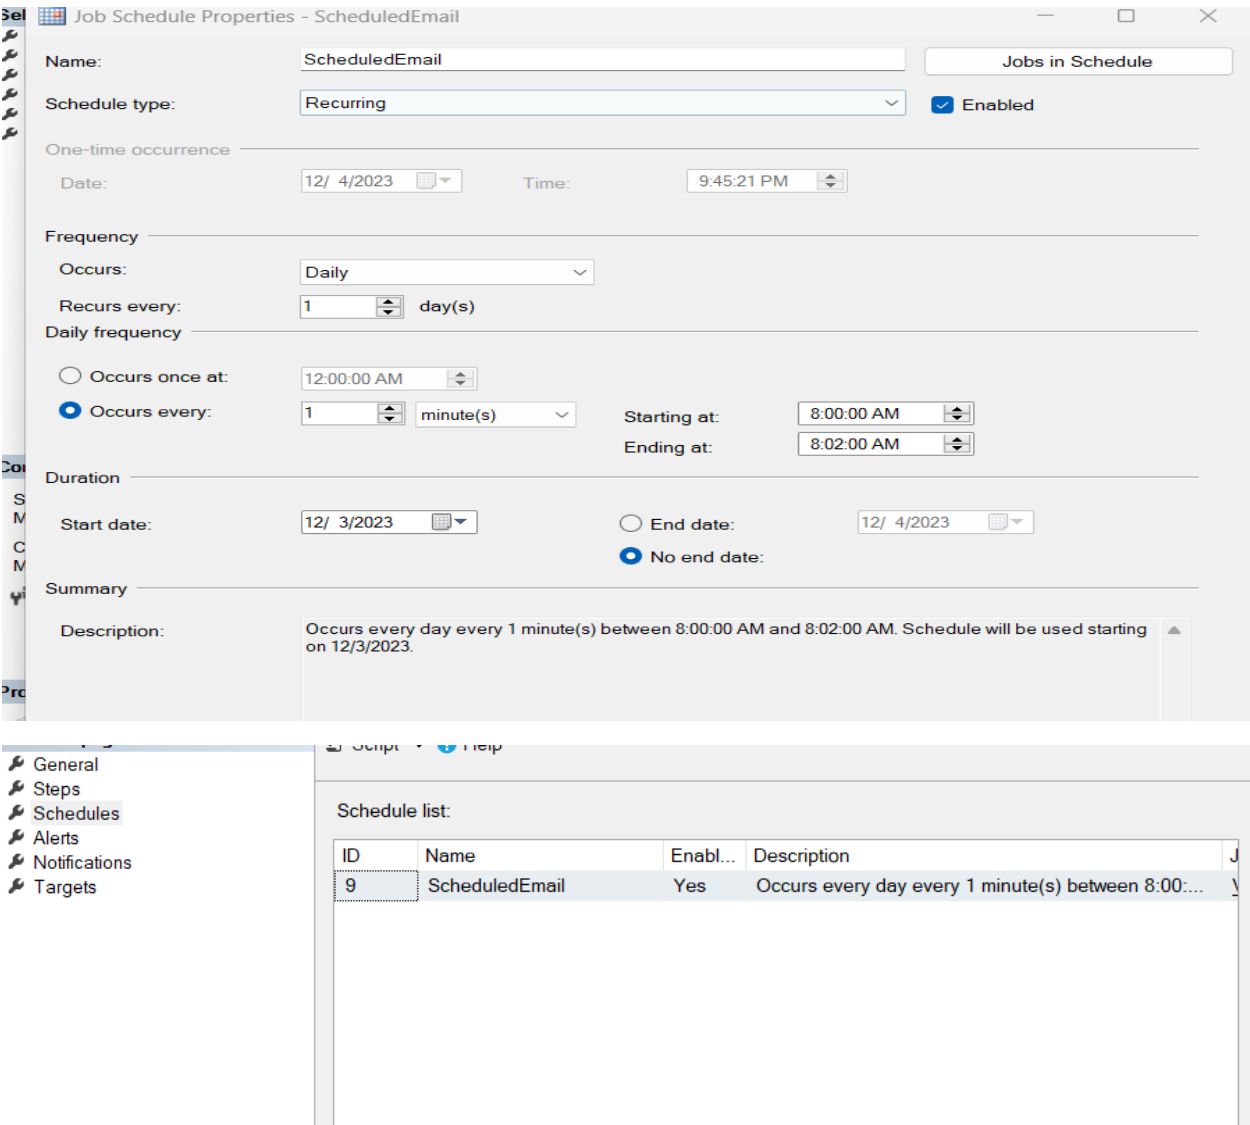 Sel
Job Schedule Properties - ScheduledEmail
Name: ScheduledEmail Jobs in Schedule
Schedule type: Recurring Enabled
One-time occurrence
Date: 12/ 4/2023 Time: 9:45:21 PM
Frequency
Occurs: Daily
Recurs every: 1 day(s)
Daily frequency
Occurs once at: 12:00:00 AM
Occurs every: 1 minute(s) Starting at: 8:00:00 AM
Ending at: 8:02:00 AM
Con
Duration
S
M
Start date: 12/ 3/2023 End date: 12/ 4/2023
C
No end date:
M
Summary
Description: Occurs every day every 1 minute(s) between 8:00:00 AM and 8:02:00 AM. Schedule will be used starting
on 12/3/2023.
Pro
Script Help
General
Steps
Schedules
Alerts
Notifications
Targets
Schedule list:
ID Name Enabl... Description J
9 ScheduledEmail Yes Occurs every day every 1 minute(s) between 8:00:...